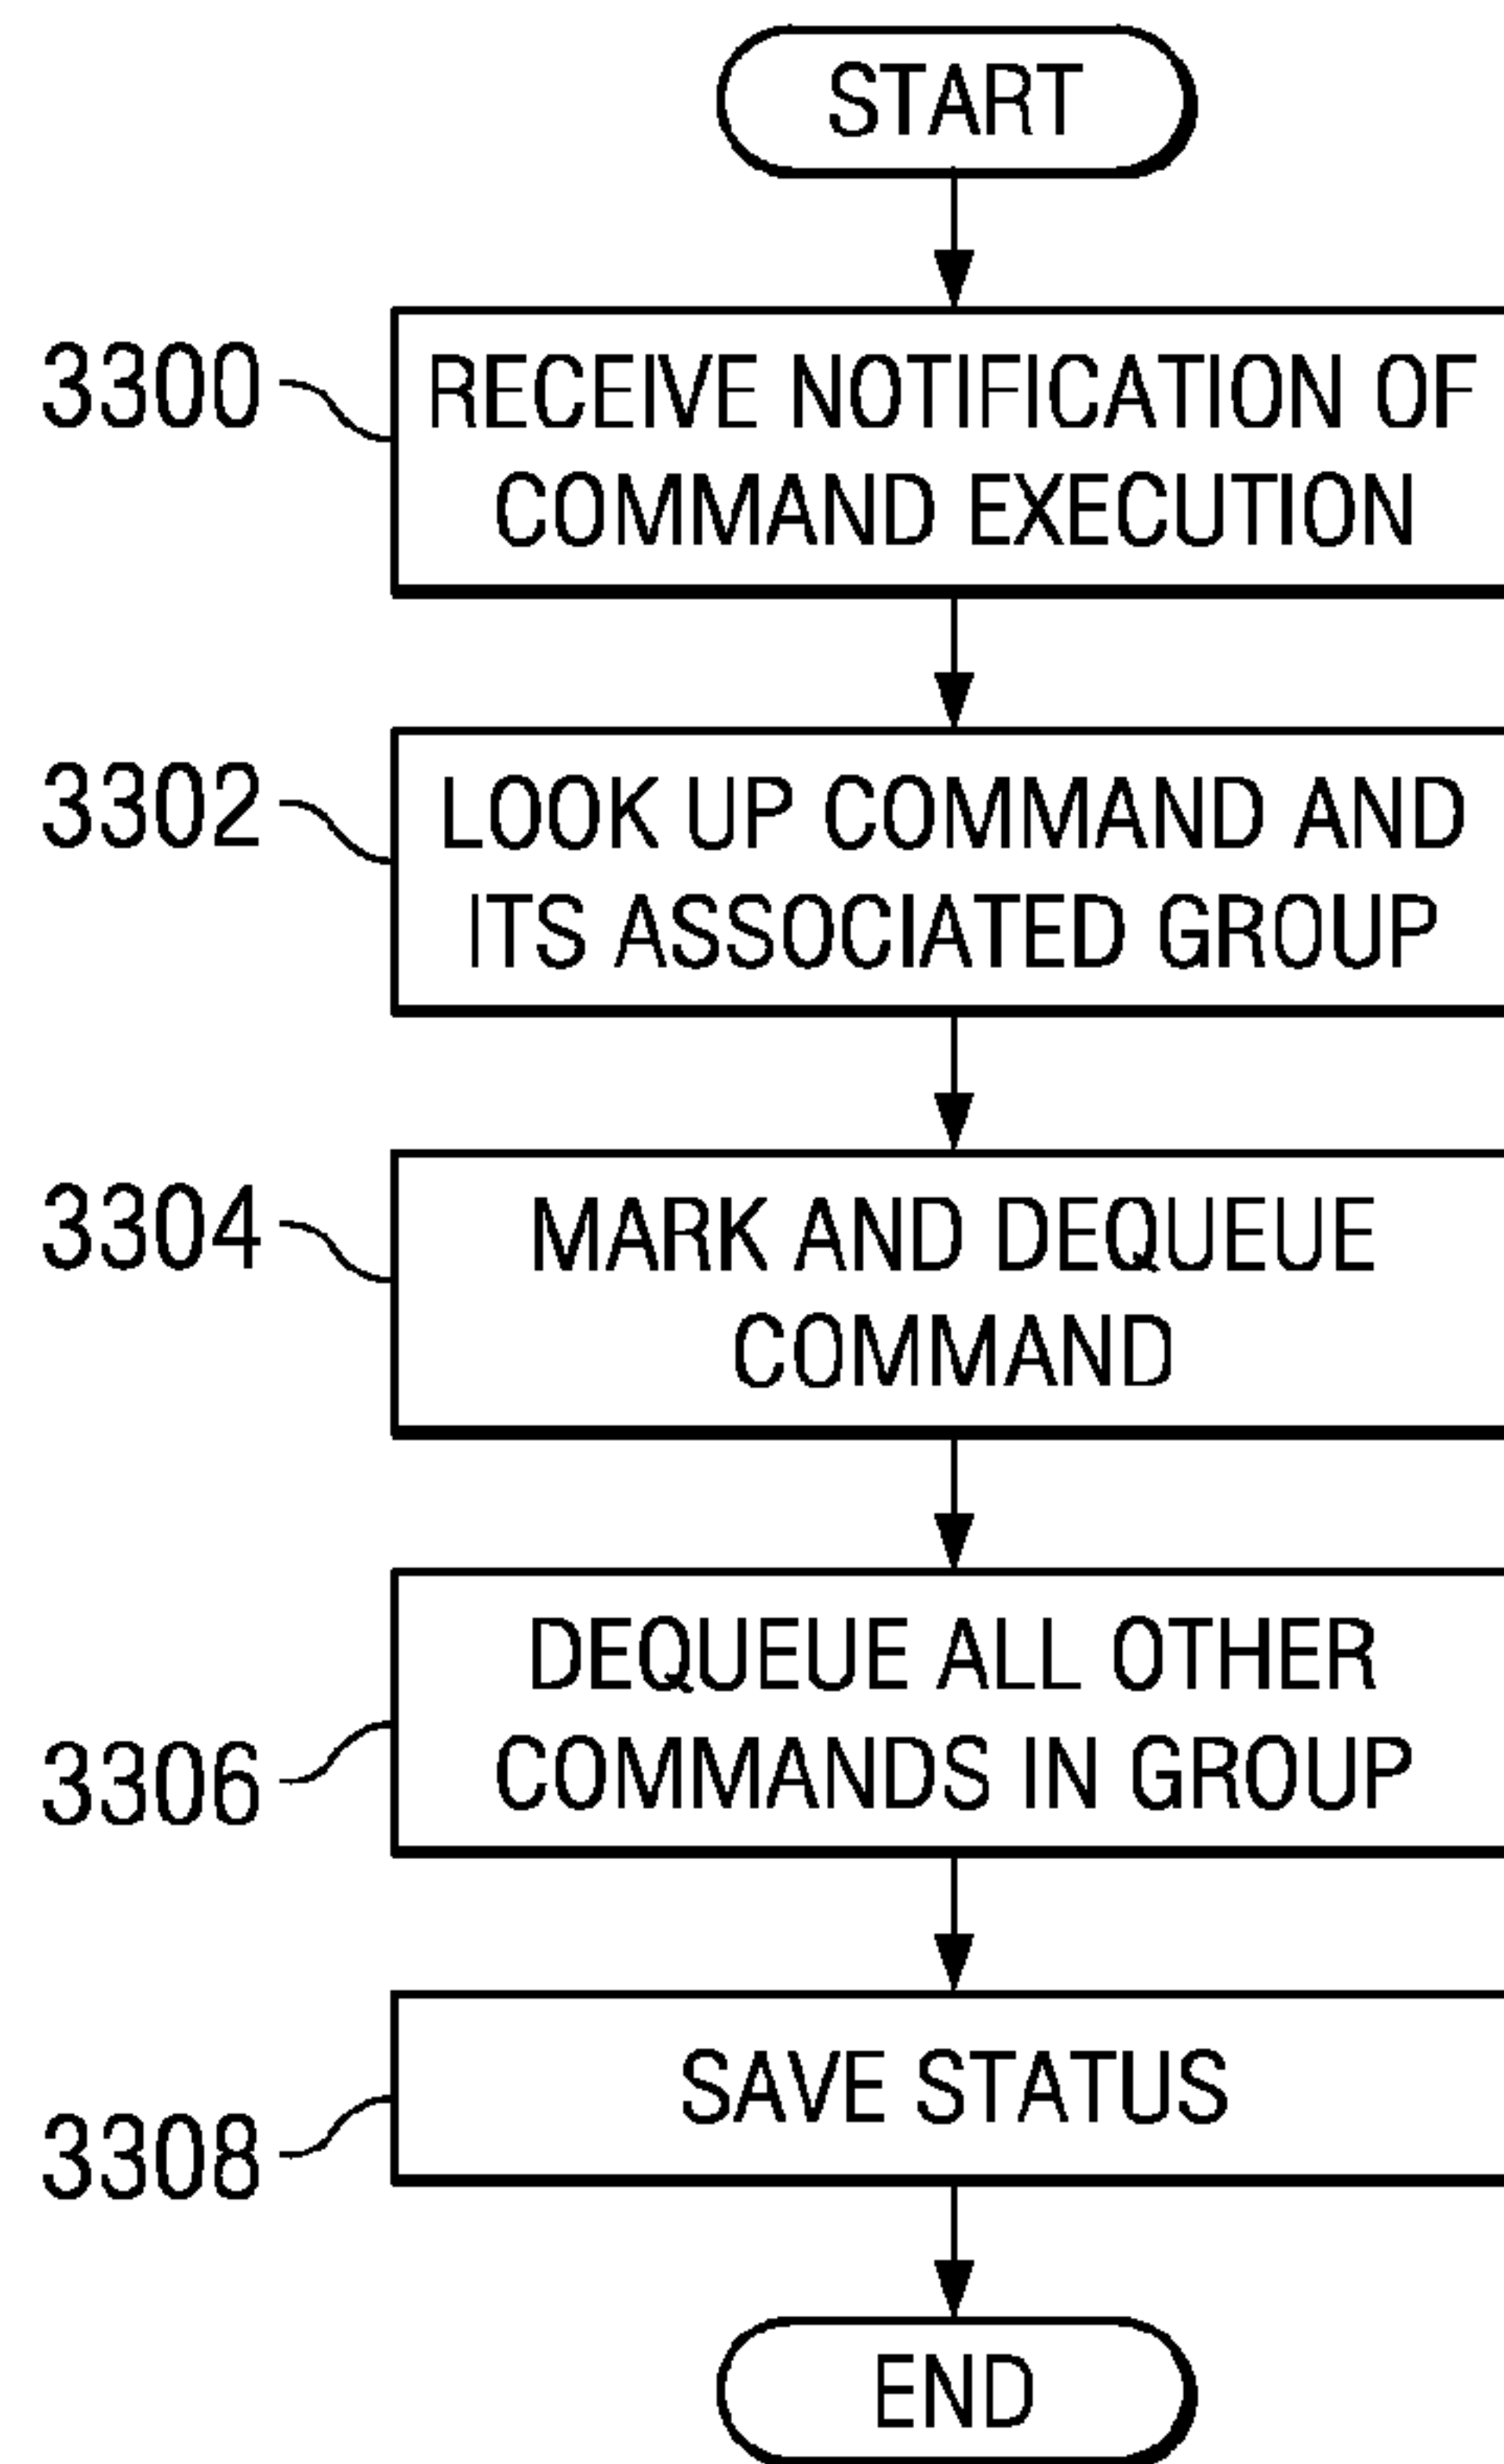 START
3300
RECEIVE NOTIFICATION OF
COMMAND EXECUTION
3302
LOOK UP COMMAND AND
ITS ASSOCIATED GROUP
3304
MARK AND DEQUEUE
COMMAND
DEQUEUE ALL OTHER
COMMANDS IN GROUP
3306
SAVE STATUS
3308
END